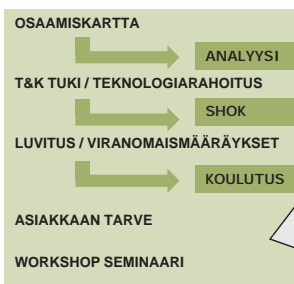 OSAAMISKARTTA
ANALYYSI
T&K TUKI / TEKNOLOGIARAHOITUS
SHOK
LUVITUS / VIRANOMAISMÄÄRÄYKSET
KOULUTUS
ASIAKKAAN TARVE
WORKSHOP SEMINAARI